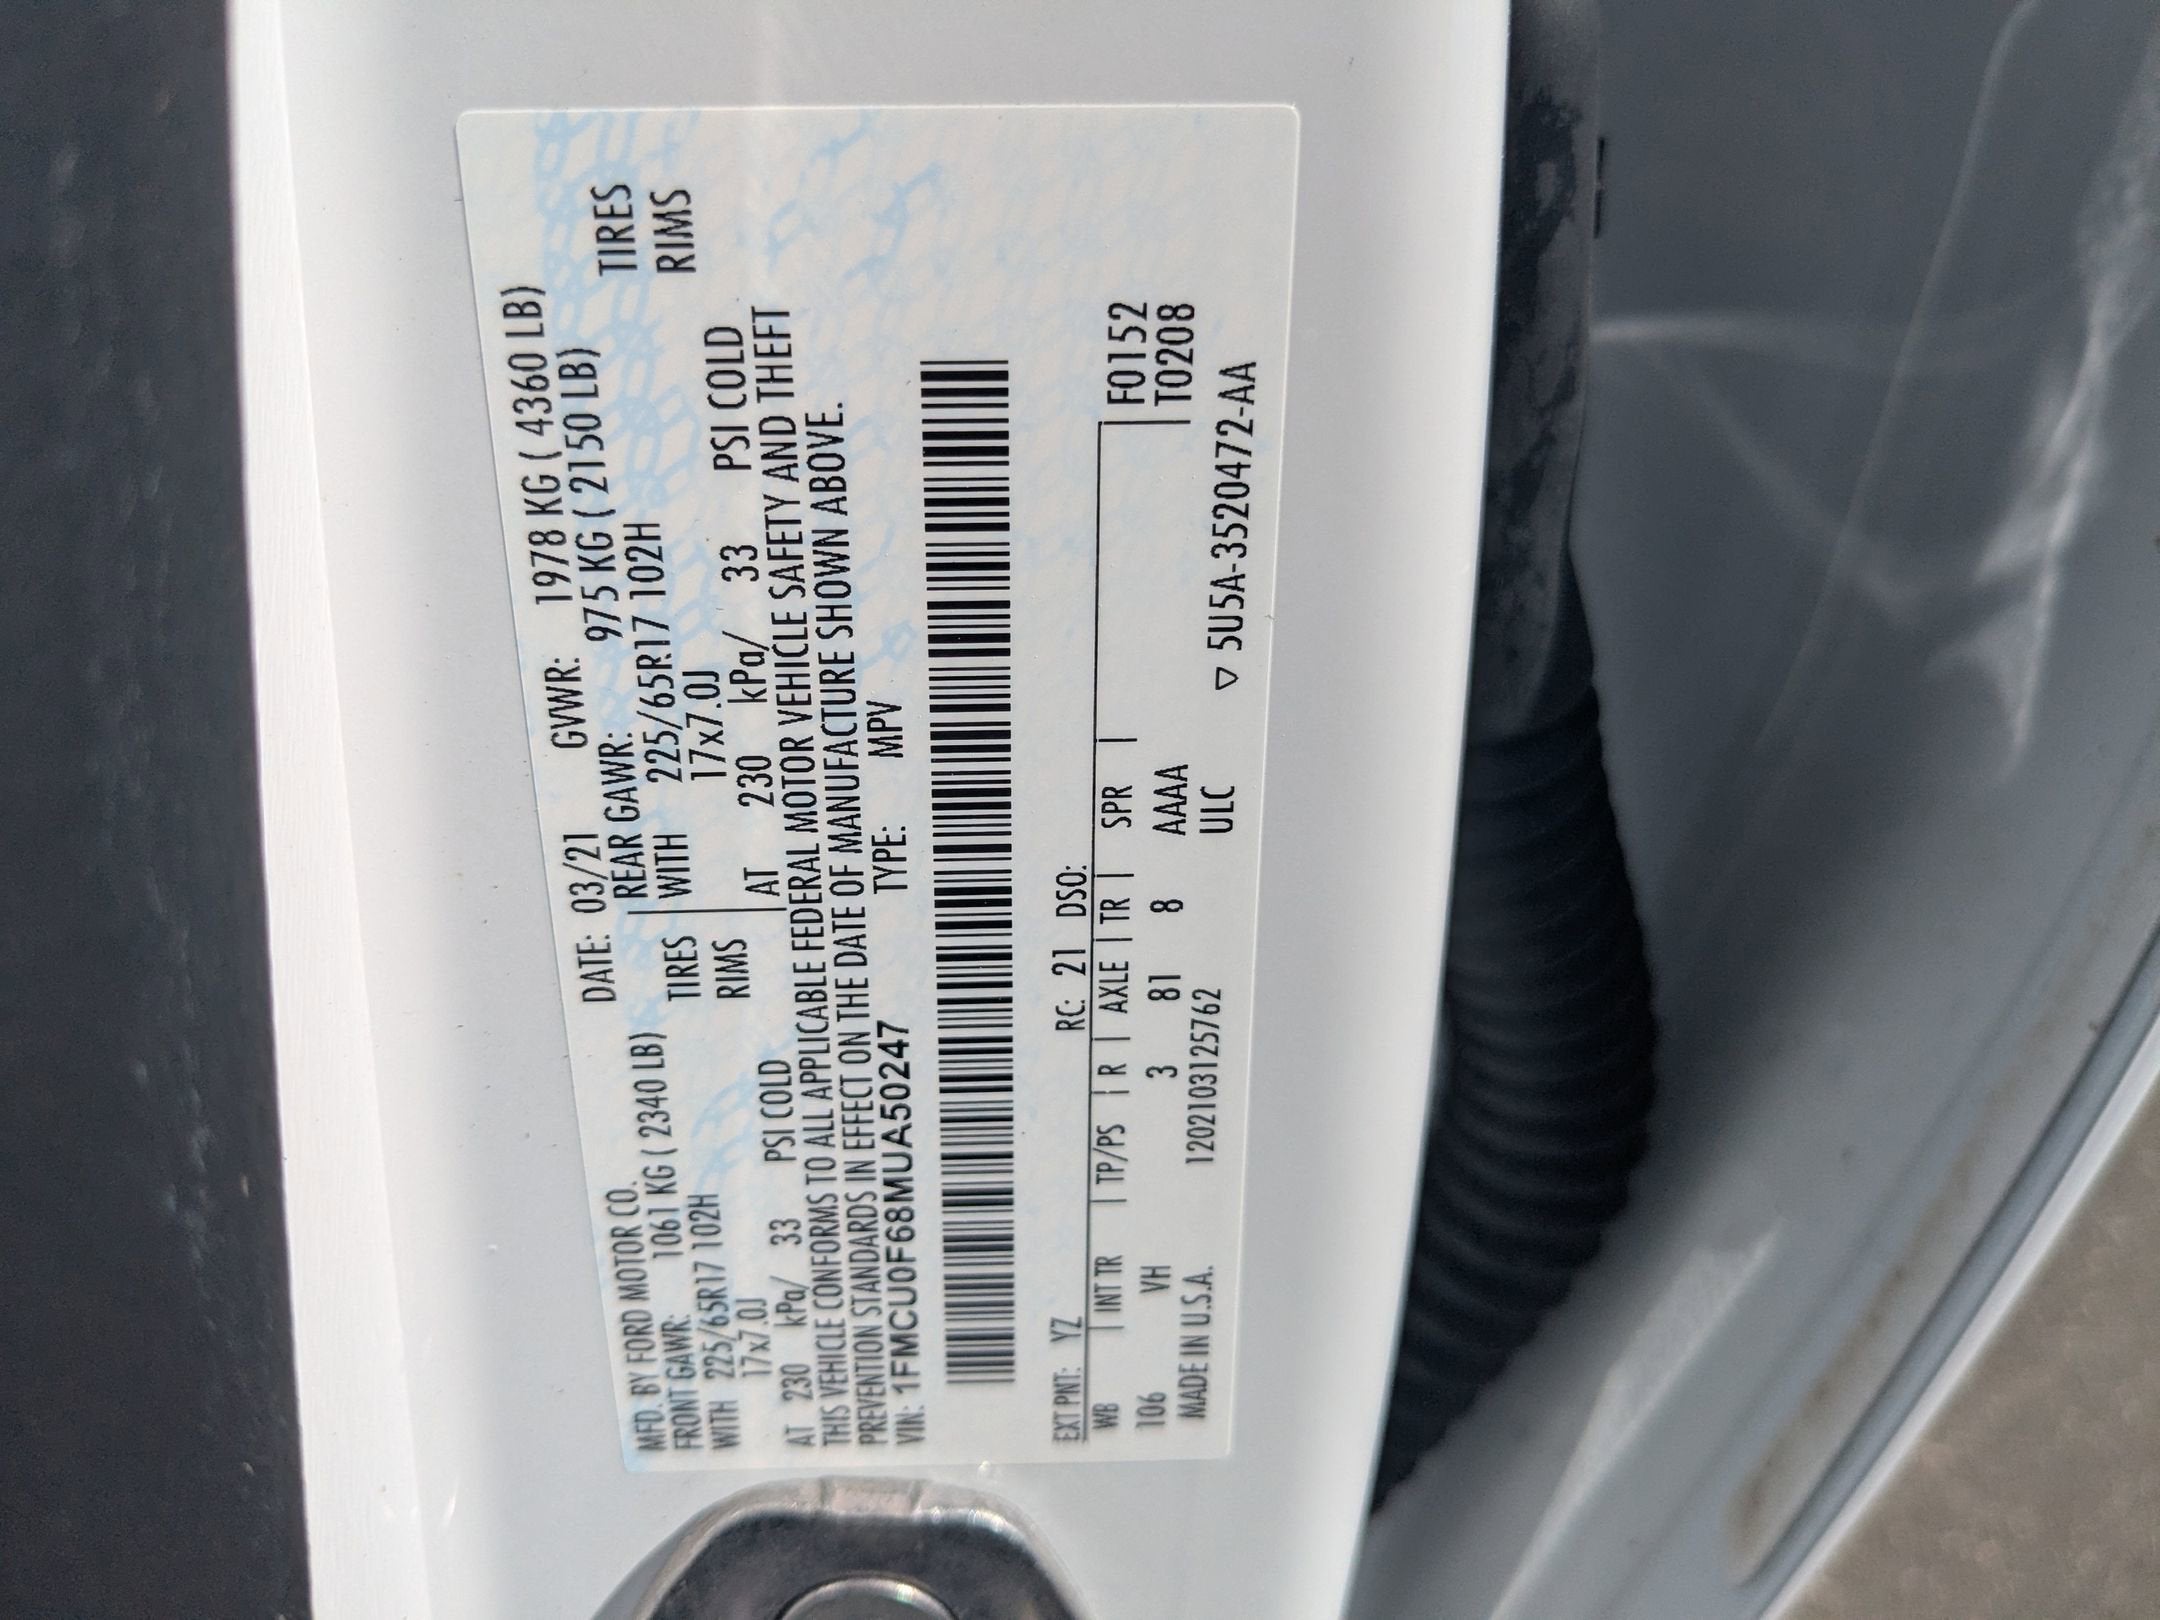 MFD. BY FORD MOTOR CO. DATE: 03/21 GVWR: 1978 KG ( 4360 LB)
FRONT GAWR: 1061 KG ( 2340 LB) REAR GAWR: 975 KG ( 2150 LB)
WITH 225/65R17 102H TIRES WITH 225/65R17 102H TIRES
17x7.0J RIMS 17x7.0J RIMS
AT 230 kPa/ 33 PSI COLD AT 230 kPa/ 33 PSI COLD
THIS VEHICLE CONFORMS TO ALL APPLICABLE FEDERAL MOTOR VEHICLE SAFETY AND THEFT
PREVENTION STANDARDS IN EFFECT ON THE DATE OF MANUFACTURE SHOWN ABOVE.
VIN: 1FMCU0F68MUA50247 TYPE: MPV
EXT PNT: YZ RC: 21 DSO: F0152
WB | INT TR | TP/PS | R | AXLE | TR | SPR | T0208
106 VH 3 81 8 AAAA
MADE IN U.S.A. 1202103125762 ULC ▽ 5U5A-3520472-AA